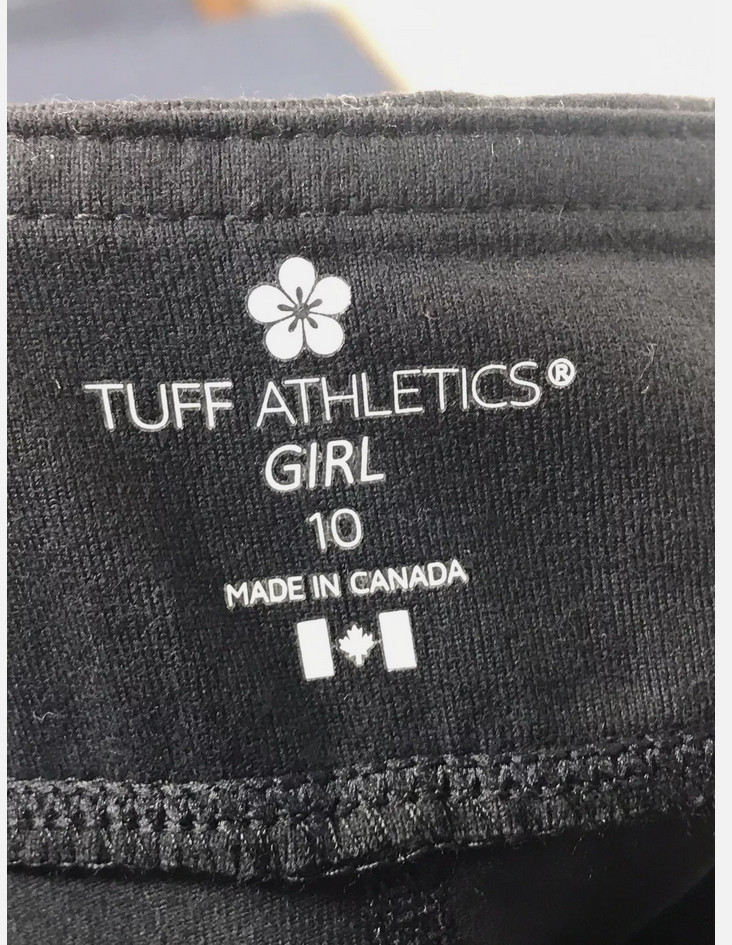 TUFF ATHLETICS®
GIRL
10
MADE IN CANADA